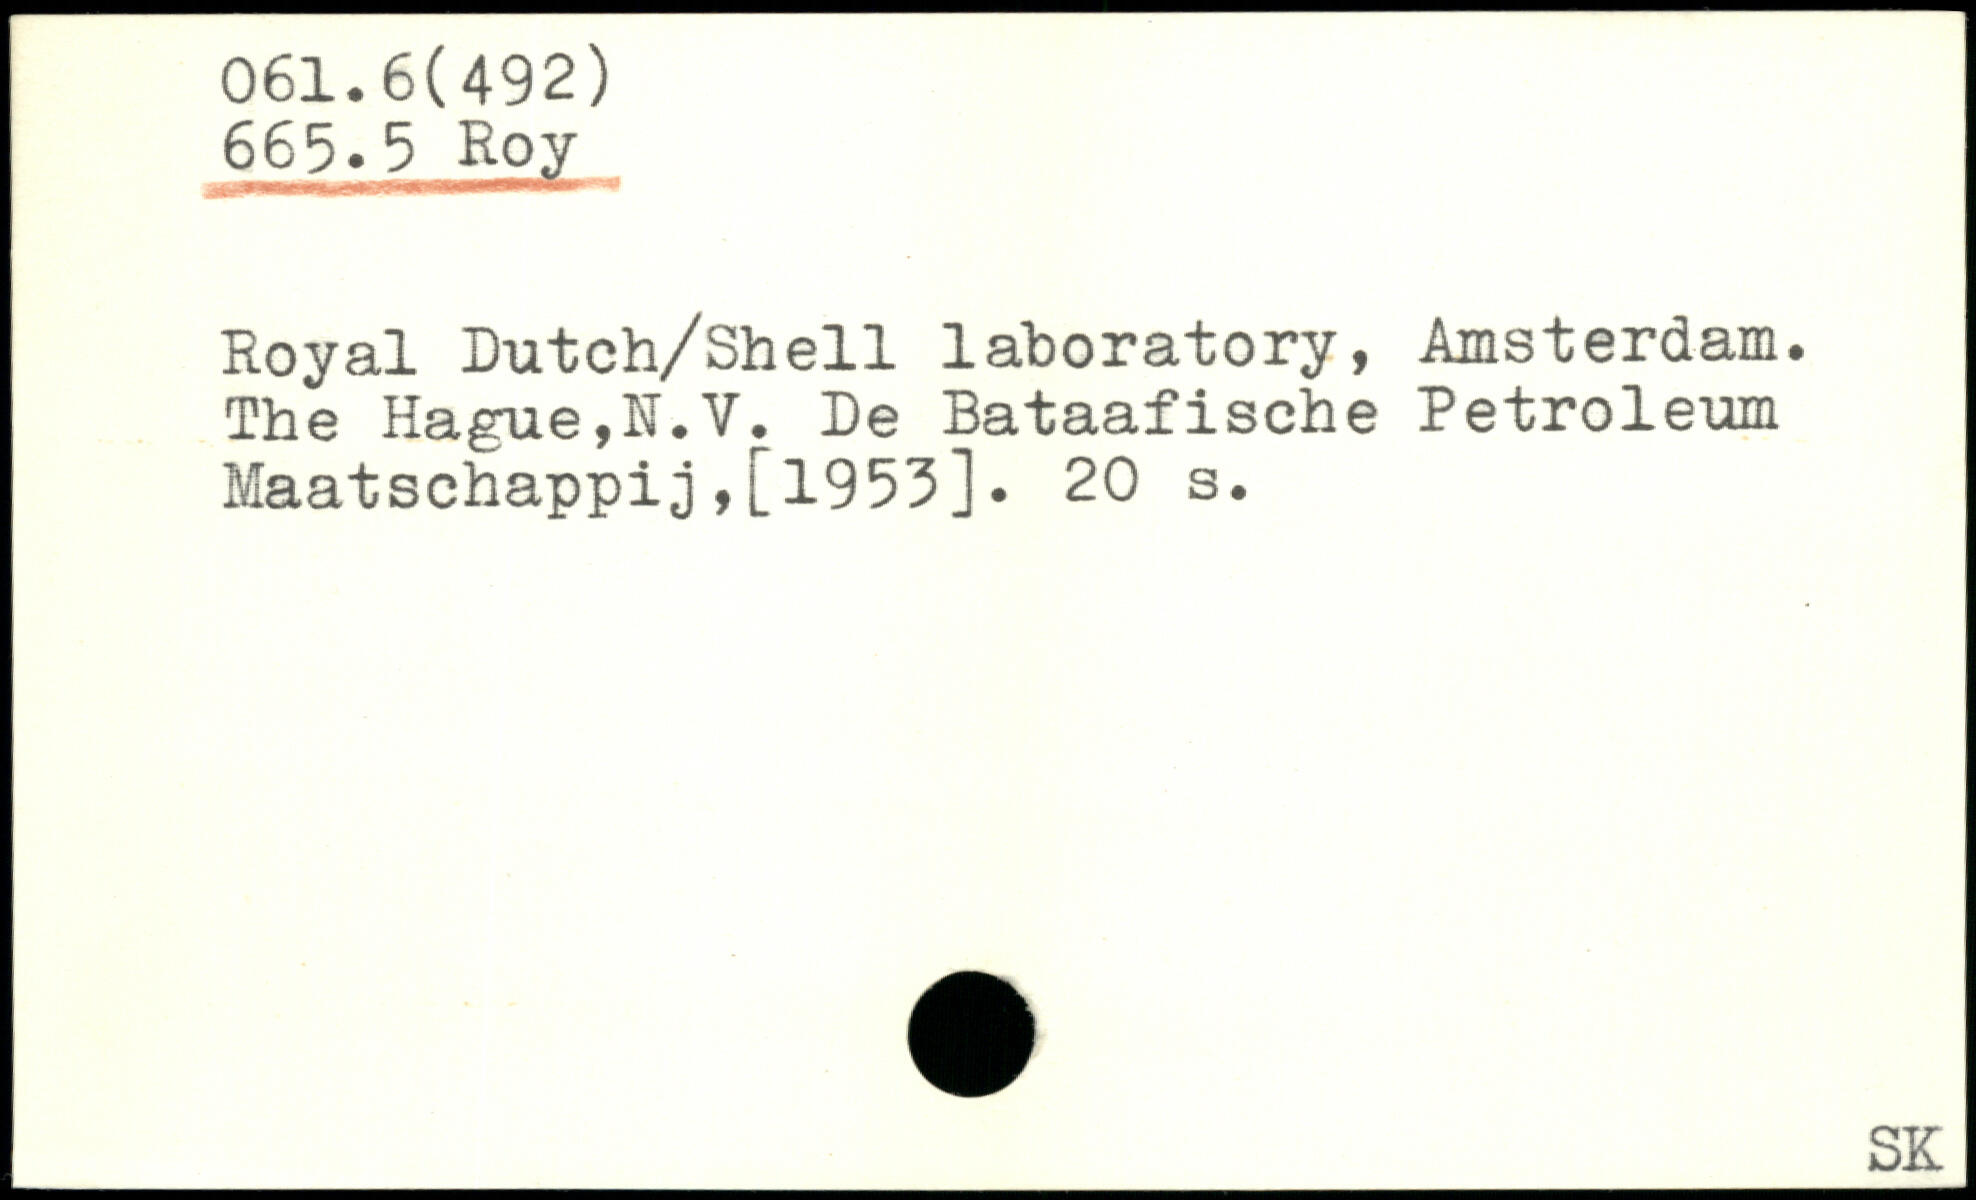 061.6(492)
665.5 Roy
Royal Dutch/Shell laboratory, Amsterdam.
The Hague,N.V. De Bataafische Petroleum
Maatschappij,[1953]. 20 s.
SK